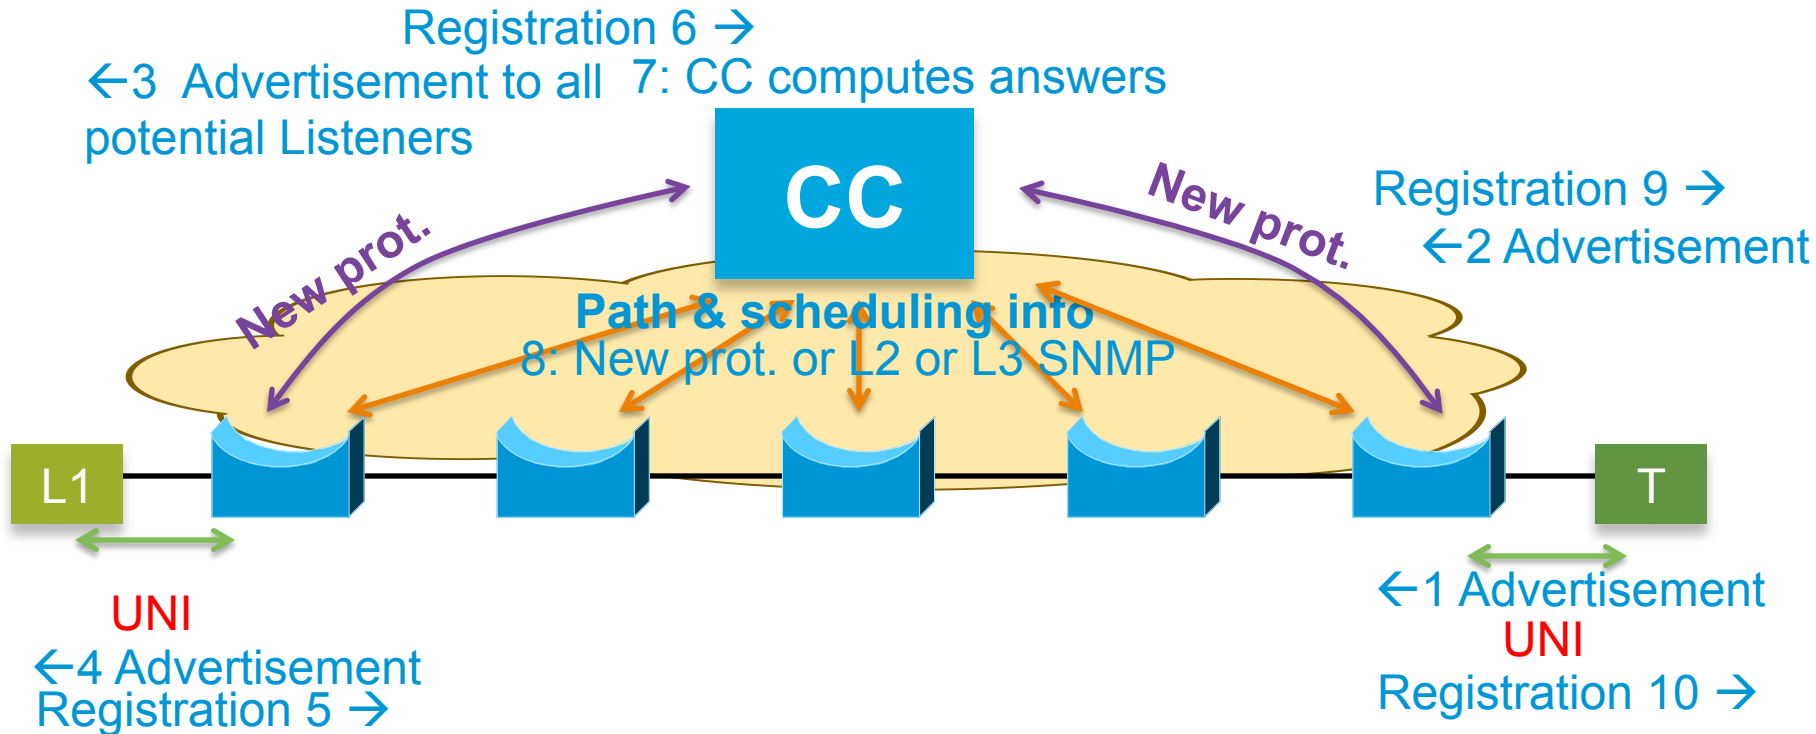 Registration 6 →
←3 Advertisement to all
potential Listeners
7: CC computes answers
CC
New prot.
New prot.
Registration 9 →
←2 Advertisement
Path & scheduling info
8: New prot. or L2 or L3 SNMP
L1
T
UNI
←4 Advertisement
Registration 5 →
←1 Advertisement
UNI
Registration 10 →